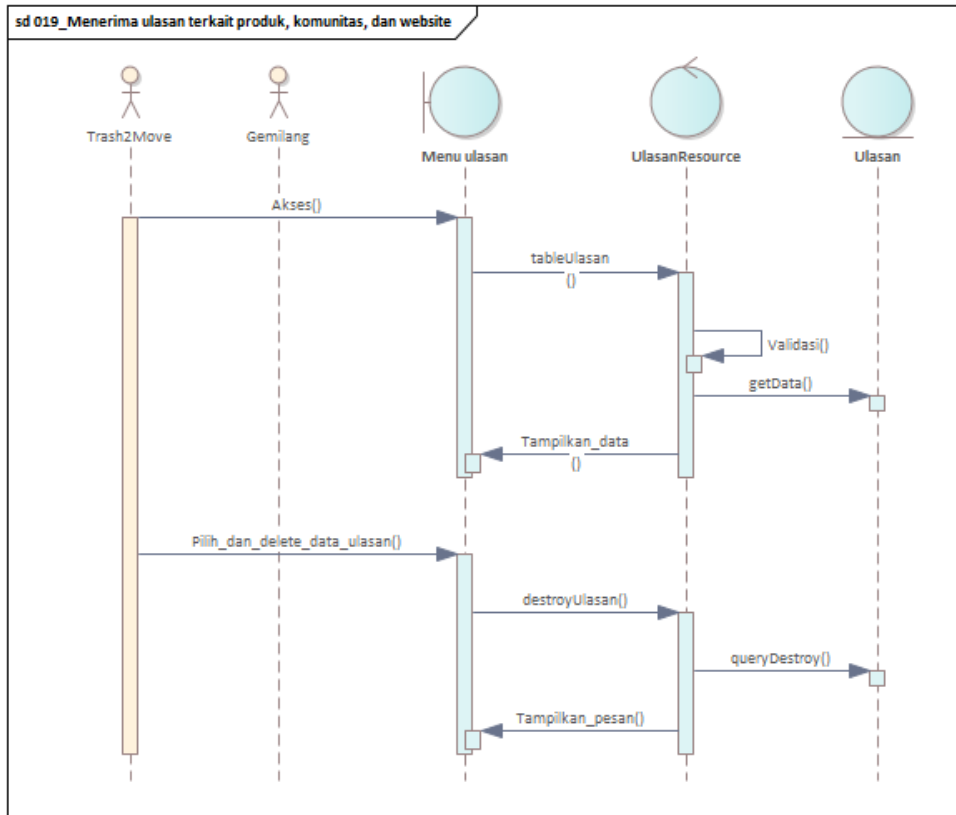 sd 019_Menerima ulasan terkait produk, komunitas, dan website
Trash2Move
Gemilang
Menu ulasan
UlasanResource
Ulasan
Akses()
tableUlasan
()
Validasi()
getData()
Tampilkan_data
()
Pilih_dan_delete_data_ulasan()
destroyUlasan()
queryDestroy()
Tampilkan_pesan()